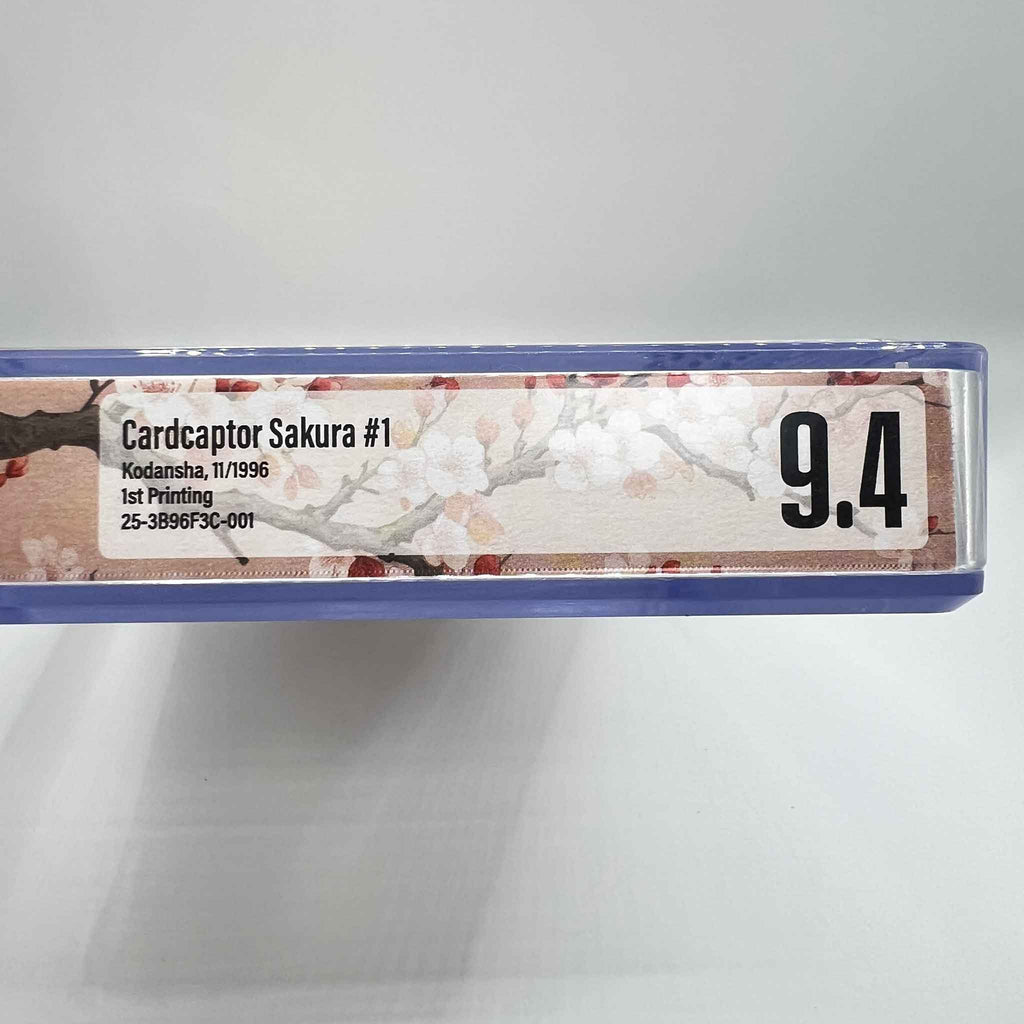 Cardcaptor Sakura #1
Kodansha, 11/1996
1st Printing
25-3B96F3C-001
9.4